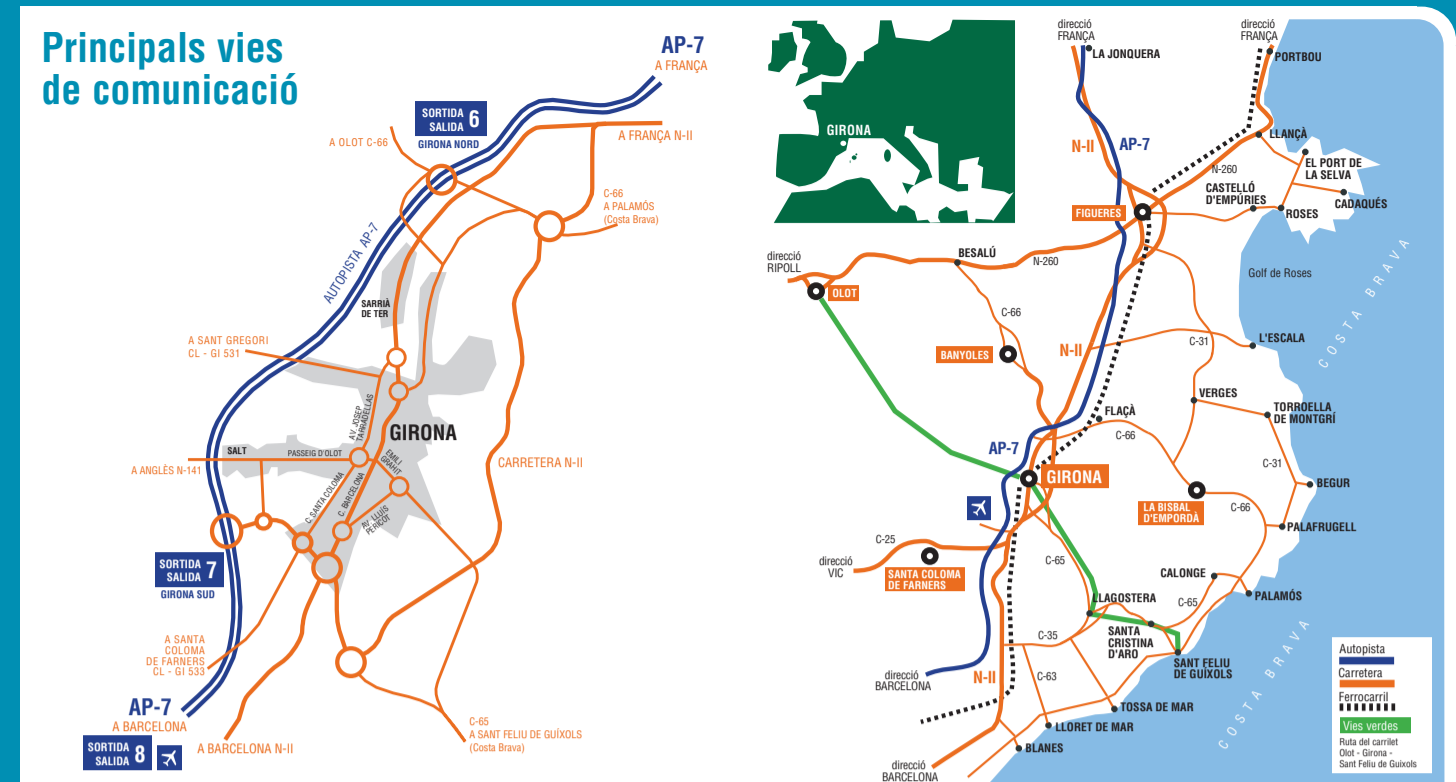 Principals vies
de comunicació
AP-7
A FRANÇA
SORTIDA
SALIDA 6
GIRONA NORD
A OLOT C-66
A FRANÇA N-II
C-66
A PALAMÓS
(Costa Brava)
AUTOPISTA AP-7
SARRIÀ
DE TER
A SANT GREGORI
CL - GI 531
AV. JOSEP
TARRADELLAS
GIRONA
SALT
PASSEIG D'OLOT
EMILI
GRAHIT
A ANGLÈS N-141
CARRETERA N-II
C. SANTA COLOMA
C. BARCELONA
AV. LLUÍS
PERICOT
SORTIDA
SALIDA 7
GIRONA SUD
A SANTA
COLOMA
DE FARNERS
CL - GI 533
AP-7
A BARCELONA
SORTIDA
SALIDA 8
A BARCELONA N-II
C-65
A SANT FELIU DE GUÍXOLS
(Costa Brava)
GIRONA
direcció
FRANÇA
LA JONQUERA
direcció
FRANÇA
PORTBOU
N-II
AP-7
LLANÇÀ
EL PORT DE
LA SELVA
N-260
CASTELLÓ
D'EMPÚRIES
CADAQUÉS
FIGUERES
ROSES
direcció
RIPOLL
BESALÚ
N-260
Golf de Roses
OLOT
COSTA BRAVA
C-66
BANYOLES
N-II
C-31
L'ESCALA
VERGES
TORROELLA
DE MONTGRÍ
FLAÇÀ
C-66
AP-7
C-31
GIRONA
BEGUR
LA BISBAL
D'EMPORDÀ
C-66
PALAFRUGELL
C-25
direcció
VIC
SANTA COLOMA
DE FARNERS
C-65
CALONGE
LLAGOSTERA
C-65
PALAMÓS
C-35
SANTA
CRISTINA
D'ARO
SANT FELIU
DE GUÍXOLS
direcció
BARCELONA
N-II
C-63
COSTA BRAVA
TOSSA DE MAR
LLORET DE MAR
BLANES
direcció
BARCELONA
Autopista
Carretera
Ferrocarril
Vies verdes
Ruta del carrilet
Olot - Girona -
Sant Feliu de Guixols